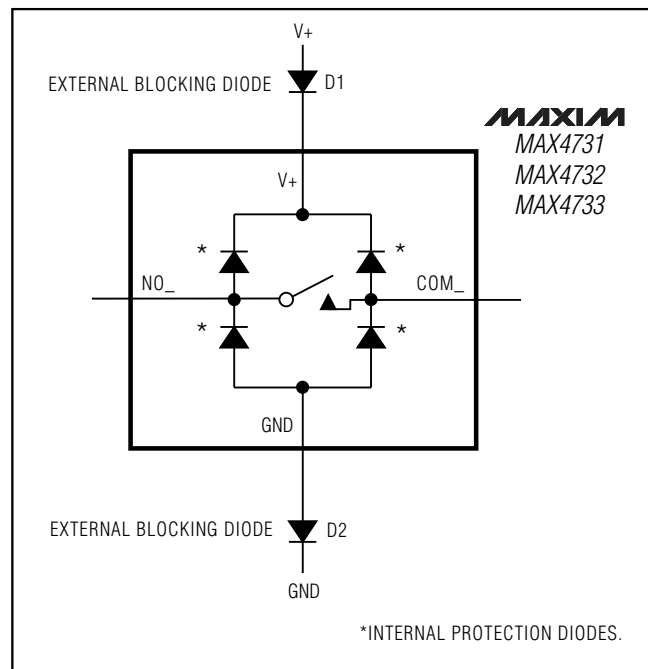 V+
EXTERNAL BLOCKING DIODE D1
MAXIM
MAX4731
MAX4732
MAX4733
V+
* *
NO_ COM_
* *
GND
EXTERNAL BLOCKING DIODE D2
GND
*INTERNAL PROTECTION DIODES.